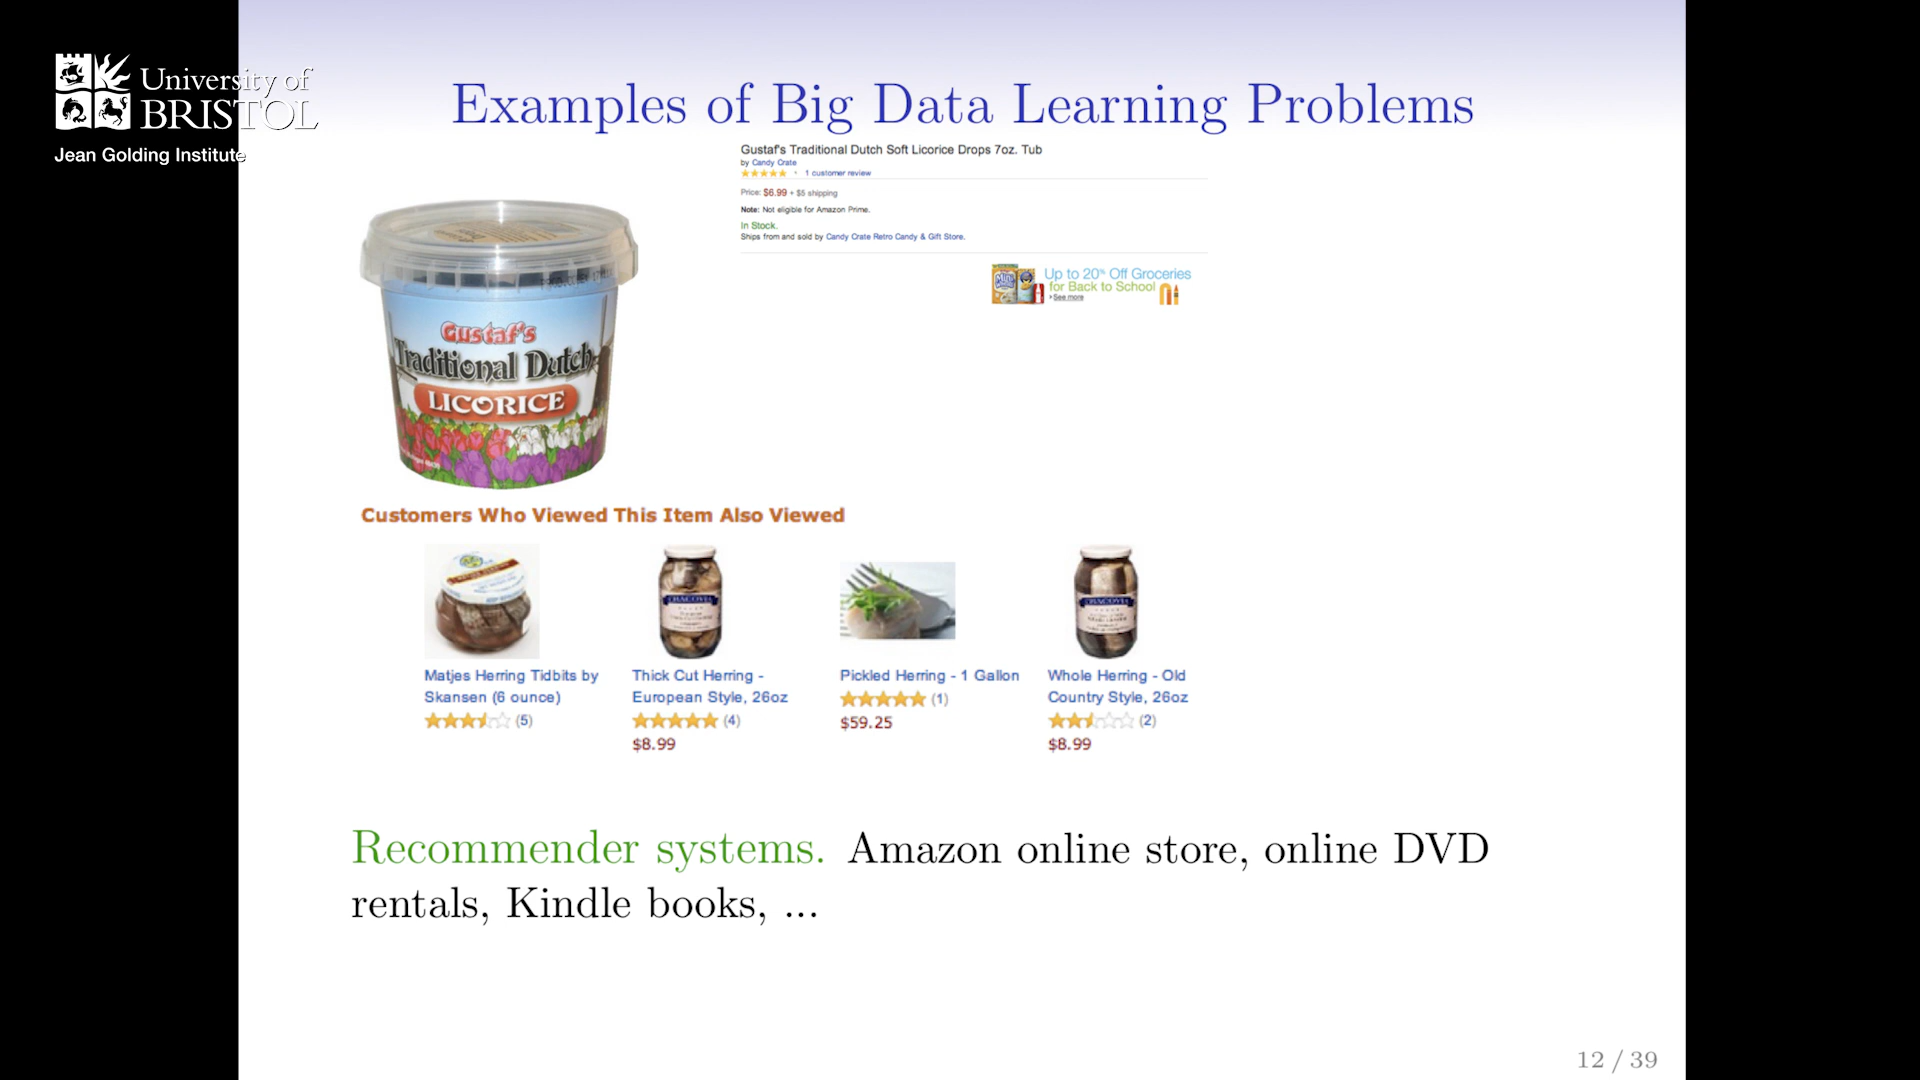 University of
BRISTOL
Jean Golding Institute
Examples of Big Data Learning Problems
Gustaf's Traditional Dutch Soft Licorice Drops 7oz. Tub
by Candy Crate
1 customer review
Price: $6.99 + $5 shipping
Note: Not eligible for Amazon Prime.
In Stock.
Ships from and sold by Candy Crate Retro Candy & Gift Store.
Up to 20% Off Groceries
for Back to School
See more
Gustaf's
Traditional Dutch
LICORICE
Customers Who Viewed This Item Also Viewed
Matjes Herring Tidbits by
Skansen (6 ounce)
(5)
Thick Cut Herring -
European Style, 26oz
(4)
$8.99
Pickled Herring - 1 Gallon
(1)
$59.25
Whole Herring - Old
Country Style, 26oz
(2)
$8.99
Recommender systems. Amazon online store, online DVD
rentals, Kindle books, ...
12 / 39